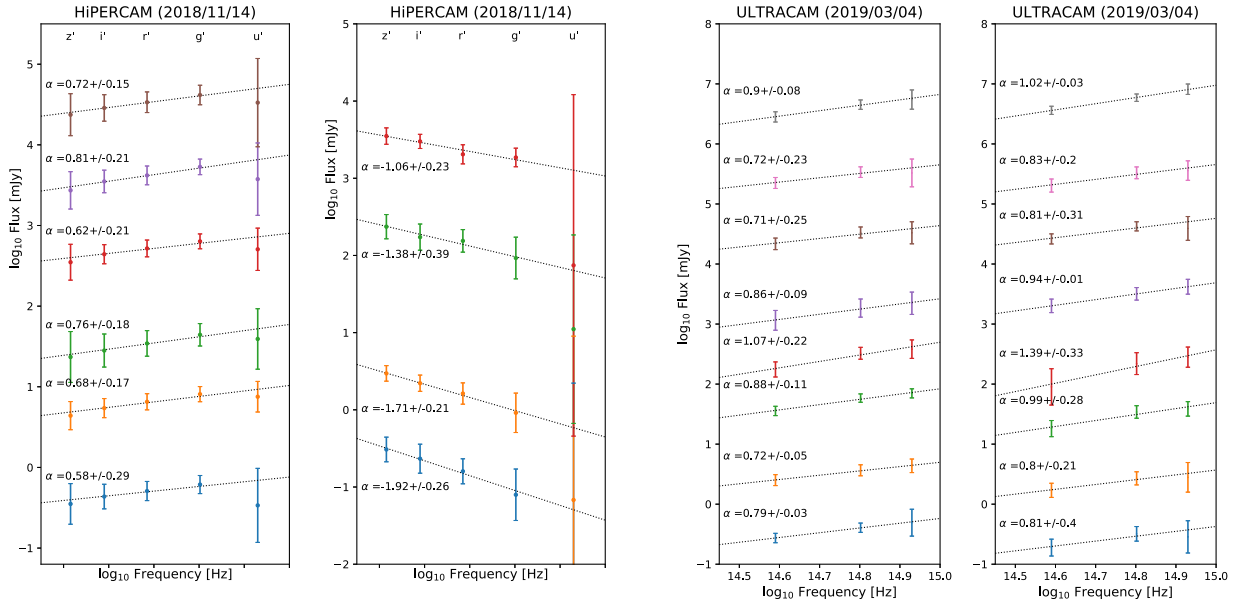 HiPERCAM (2018/11/14)
z' i' r' g' u'
5
4
3
2
1
0
−1
log10 Flux [mJy]
α =0.72+/-0.15
α =0.81+/-0.21
α =0.62+/-0.21
α =0.76+/-0.18
α =0.68+/-0.17
α =0.58+/-0.29
log10 Frequency [Hz]
HiPERCAM (2018/11/14)
z' i' r' g' u'
5
4
3
2
1
0
−1
−2
log10 Flux [mJy]
α =-1.06+/-0.23
α =-1.38+/-0.39
α =-1.71+/-0.21
α =-1.92+/-0.26
log10 Frequency [Hz]
ULTRACAM (2019/03/04)
8
7
6
5
4
3
2
1
0
−1
log10 Flux [mJy]
α =0.9+/-0.08
α =0.72+/-0.23
α =0.71+/-0.25
α =0.86+/-0.09
α =1.07+/-0.22
α =0.88+/-0.11
α =0.72+/-0.05
α =0.79+/-0.03
14.5 14.6 14.7 14.8 14.9 15.0
log10 Frequency [Hz]
ULTRACAM (2019/03/04)
8
7
6
5
4
3
2
1
0
−1
α =1.02+/-0.03
α =0.83+/-0.2
α =0.81+/-0.31
α =0.94+/-0.01
α =1.39+/-0.33
α =0.99+/-0.28
α =0.8+/-0.21
α =0.81+/-0.4
14.5 14.6 14.7 14.8 14.9 15.0
log10 Frequency [Hz]